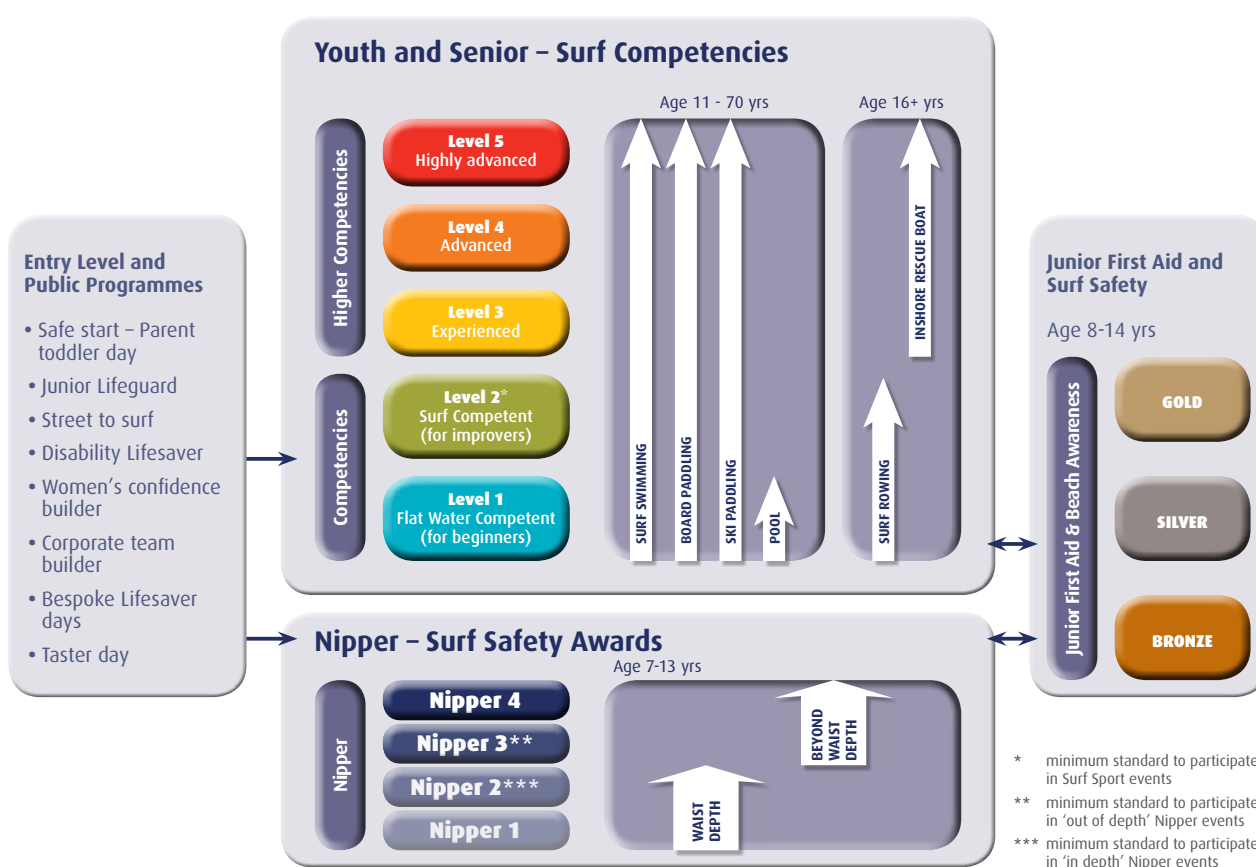 Youth and Senior – Surf Competencies
Age 11 - 70 yrs
Age 16+ yrs
Higher Competencies
Level 5
Highly advanced
Level 4
Advanced
Level 3
Experienced
Competencies
Level 2*
Surf Competent
(for improvers)
Level 1
Flat Water Competent
(for beginners)
SURF SWIMMING
BOARD PADDLING
SKI PADDLING
POOL
SURF ROWING
INSHORE RESCUE BOAT
Entry Level and
Public Programmes
• Safe start – Parent
toddler day
• Junior Lifeguard
• Street to surf
• Disability Lifesaver
• Women's confidence
builder
• Corporate team
builder
• Bespoke Lifesaver
days
• Taster day
Nipper – Surf Safety Awards
Age 7-13 yrs
Nipper
Nipper 4
Nipper 3**
Nipper 2***
Nipper 1
WAIST
DEPTH
BEYOND
WAIST
DEPTH
Junior First Aid and
Surf Safety
Age 8-14 yrs
Junior First Aid & Beach Awareness
GOLD
SILVER
BRONZE
* minimum standard to participate
in Surf Sport events
** minimum standard to participate
in 'out of depth' Nipper events
*** minimum standard to participate
in 'in depth' Nipper events